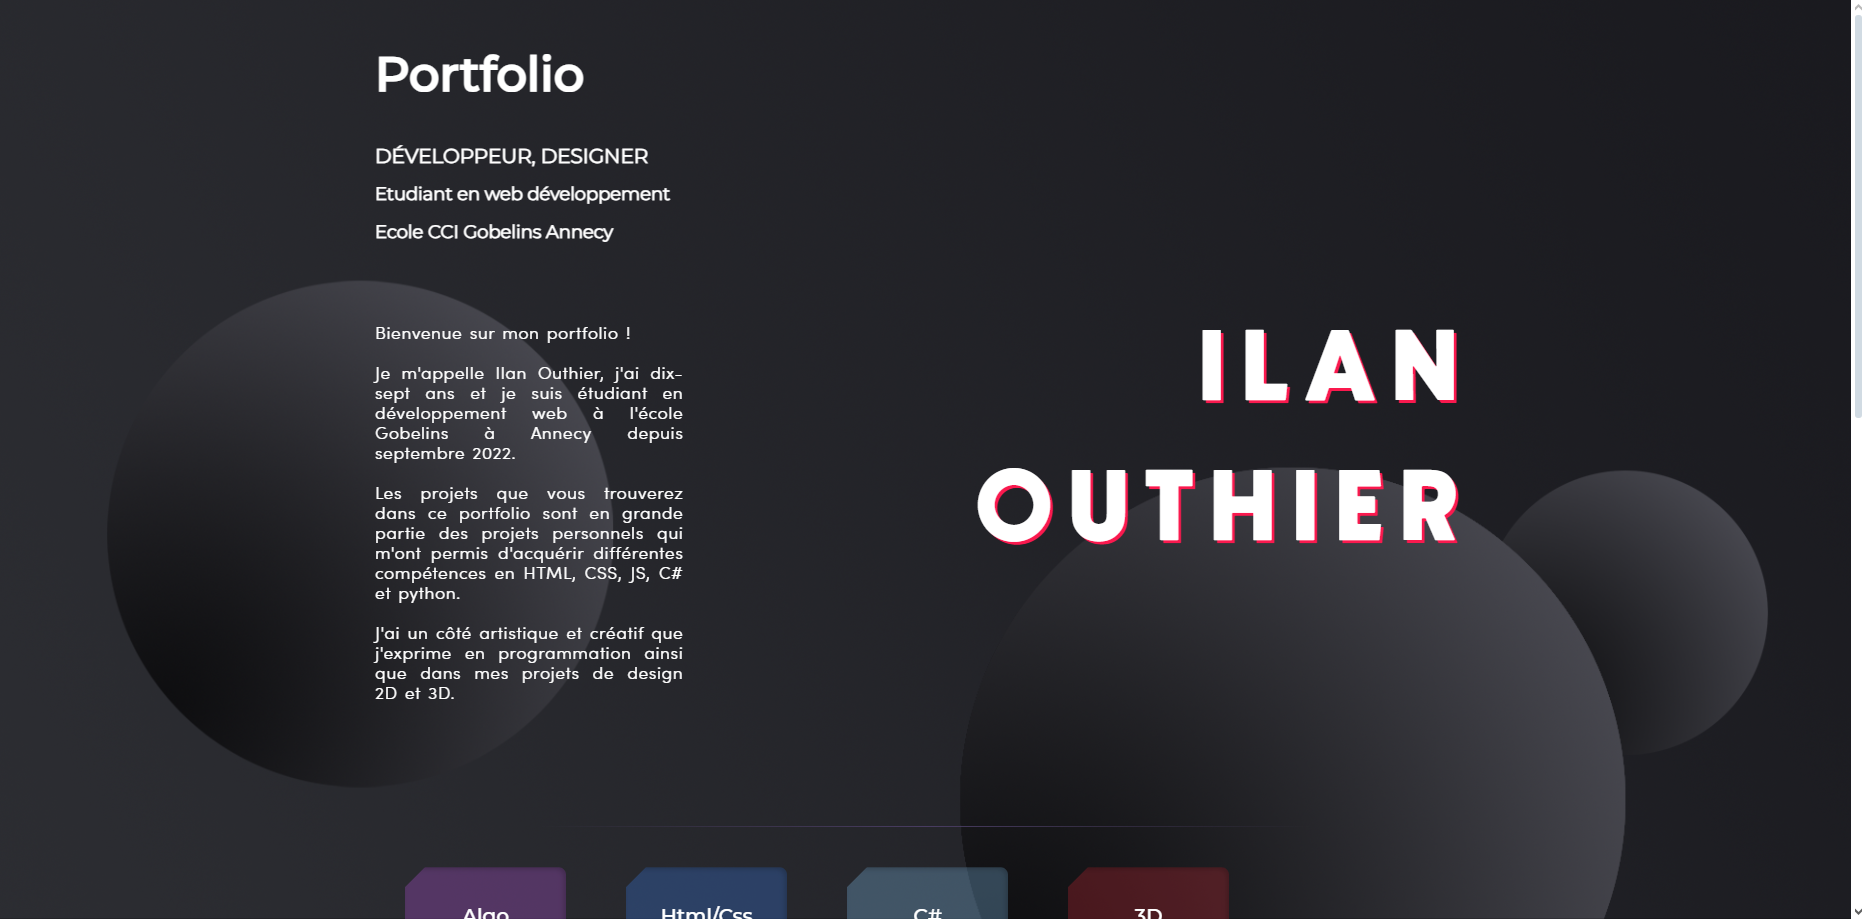 Portfolio
DÉVELOPPEUR, DESIGNER
Etudiant en web développement
Ecole CCI Gobelins Annecy
Bienvenue sur mon portfolio !
Je m'appelle Ilan Outhier, j'ai dix-
sept ans et je suis étudiant en
développement web à l'école
Gobelins à Annecy depuis
septembre 2022.
Les projets que vous trouverez
dans ce portfolio sont en grande
partie des projets personnels qui
m'ont permis d'acquérir différentes
compétences en HTML, CSS, JS, C#
et python.
J'ai un côté artistique et créatif que
j'exprime en programmation ainsi
que dans mes projets de design
2D et 3D.
ILAN
OUTHIER
Algo
Html/Css
C#
3D